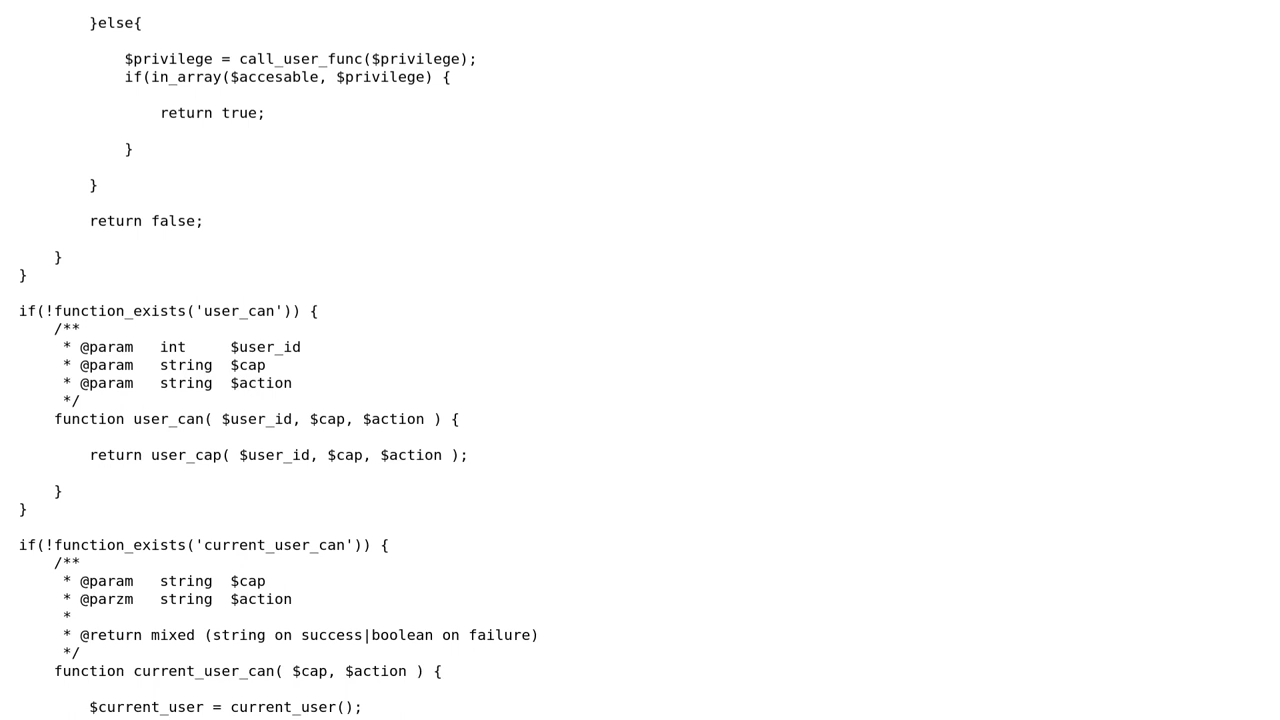 }else{

            $privilege = call_user_func($privilege);
            if(in_array($accesable, $privilege) {

                return true;

            }

        }

        return false;

    }
}

if(!function_exists('user_can')) {
    /**
     * @param   int     $user_id
     * @param   string  $cap
     * @param   string  $action
     */
    function user_can( $user_id, $cap, $action ) {

        return user_cap( $user_id, $cap, $action );

    }
}

if(!function_exists('current_user_can')) {
    /**
     * @param   string  $cap
     * @parzm   string  $action
     *
     * @return mixed (string on success|boolean on failure)
     */
    function current_user_can( $cap, $action ) {

        $current_user = current_user();